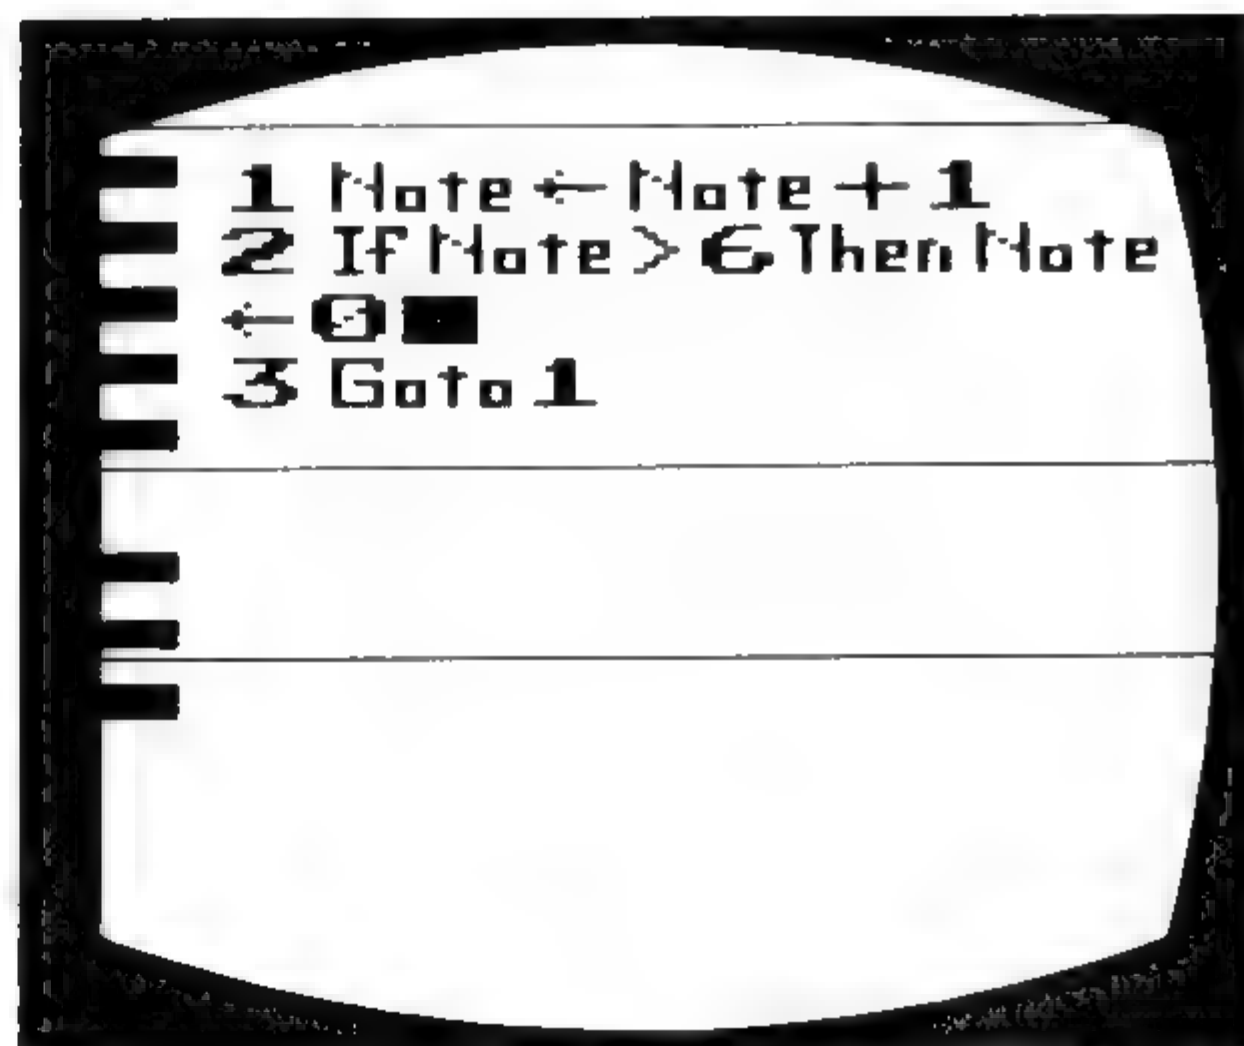 1 Note ← Note + 1
2 If Note > 6 Then Note
← 0
3 Goto 1